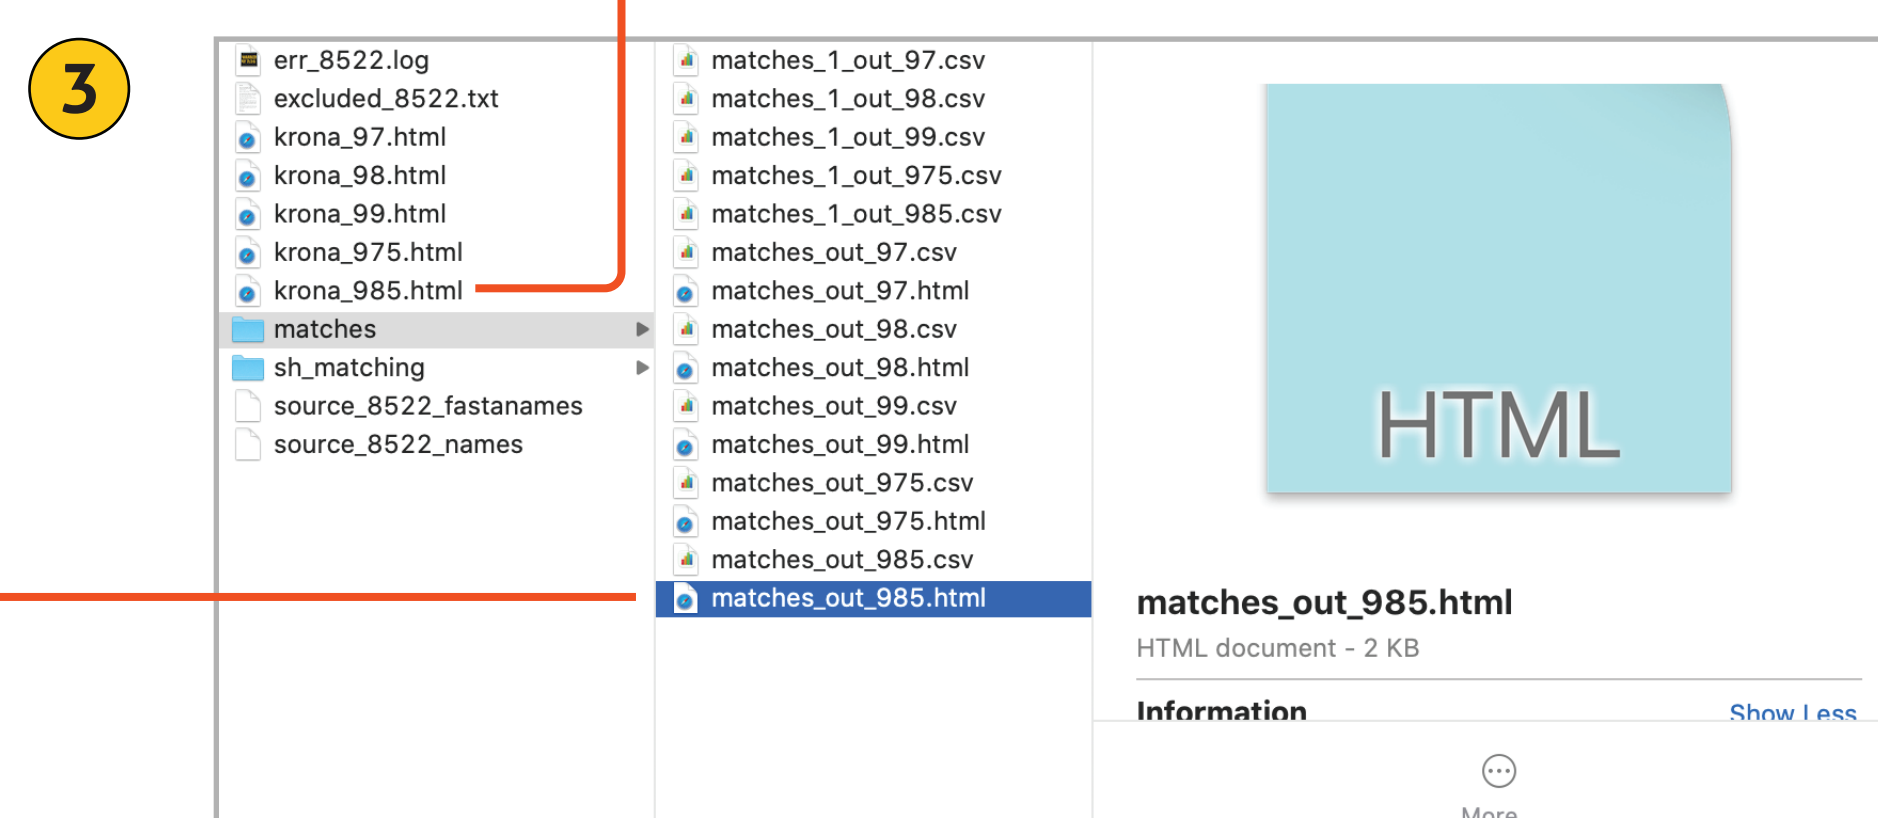 3
err_8522.log
excluded_8522.txt
krona_97.html
krona_98.html
krona_99.html
krona_975.html
krona_985.html
matches
sh_matching
source_8522_fastanames
source_8522_names
matches_1_out_97.csv
matches_1_out_98.csv
matches_1_out_99.csv
matches_1_out_975.csv
matches_1_out_985.csv
matches_out_97.csv
matches_out_97.html
matches_out_98.csv
matches_out_98.html
matches_out_99.csv
matches_out_99.html
matches_out_975.csv
matches_out_975.html
matches_out_985.csv
matches_out_985.html
HTML
matches_out_985.html
HTML document - 2 KB
Information
Show Less
More